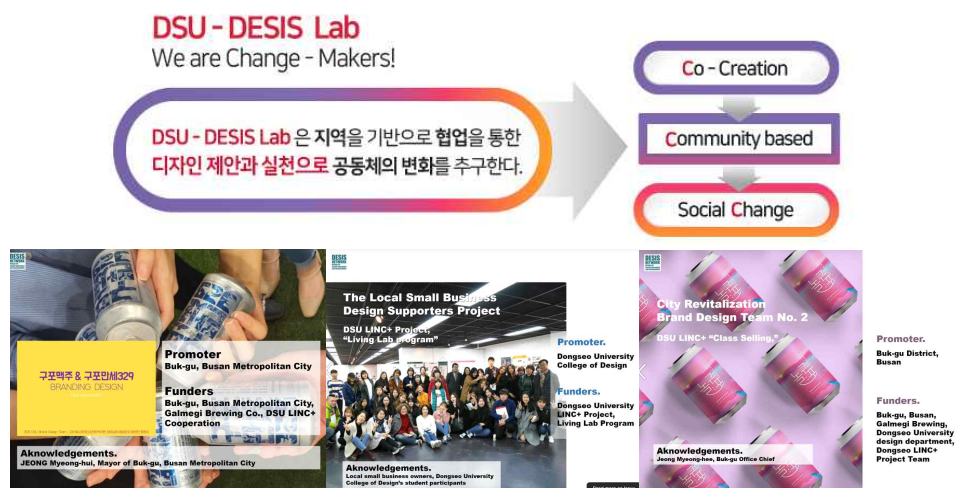 DSU - DESIS Lab
We are Change - Makers!
DSU - DESIS Lab 은 지역을 기반으로 협업을 통한
디자인 제안과 실천으로 공동체의 변화를 추구한다.
Co - Creation
Community based
Social Change
DESIS
NETWORK
구포맥주 & 구포만세329
BRANDING DESIGN
Promoter
Buk-gu, Busan Metropolitan City
Funders
Buk-gu, Busan Metropolitan City,
Galmegi Brewing Co., DSU LINC+
Cooperation
Aknowledgements.
JEONG Myeong-hui, Mayor of Buk-gu, Busan Metropolitan City
DESIS
NETWORK
The Local Small Business
Design Supporters Project
DSU LINC+ Project,
“Living Lab program”
Promoter.
Dongseo University
College of Design
Funders.
Dongseo University
LINC+ Project,
Living Lab Program
Aknowledgements.
Local small business owners, Dongseo University
College of Design's student participants
DESIS
NETWORK
City Revitalization
Brand Design Team No. 2
DSU LINC+ “Class Selling,”
Promoter.
Buk-gu District,
Busan
Funders.
Buk-gu, Busan,
Galmegi Brewing,
Dongseo University
design department,
Dongseo LINC+
Project Team
Aknowledgements.
Jeong Myeong-hee, Buk-gu Office Chief